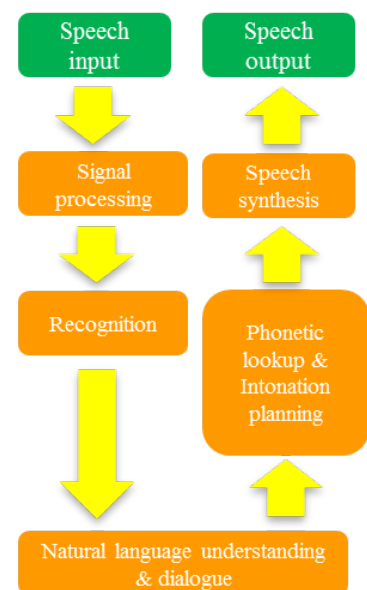 Speech
input
Signal
processing
Recognition
Natural language understanding
& dialogue
Phonetic
lookup &
Intonation
planning
Speech
synthesis
Speech
output